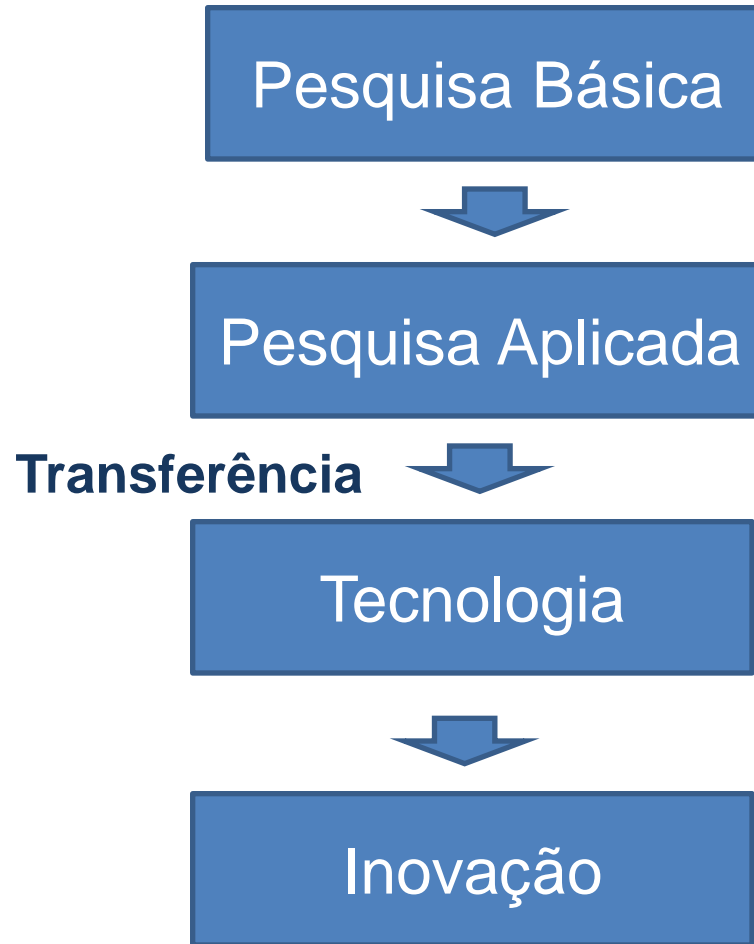 Pesquisa Básica
Pesquisa Aplicada
Transferência
Tecnologia
Inovação